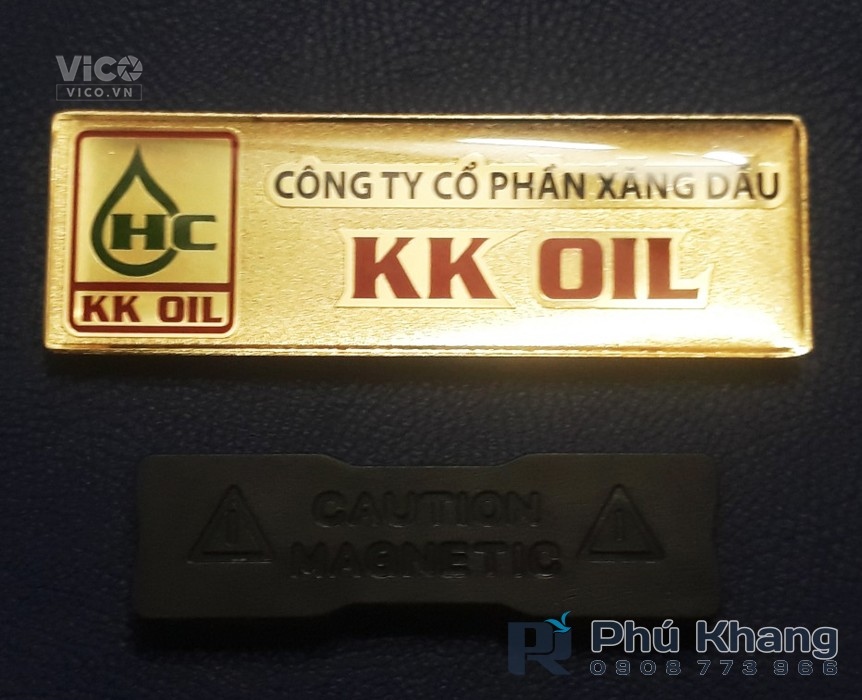 VICO
VICO.VN
HC
KK OIL
CÔNG TY CỔ PHẦN XĂNG DẦU
KK OIL
CAUTION
MAGNETIC
Phú Khang
0908 773 968